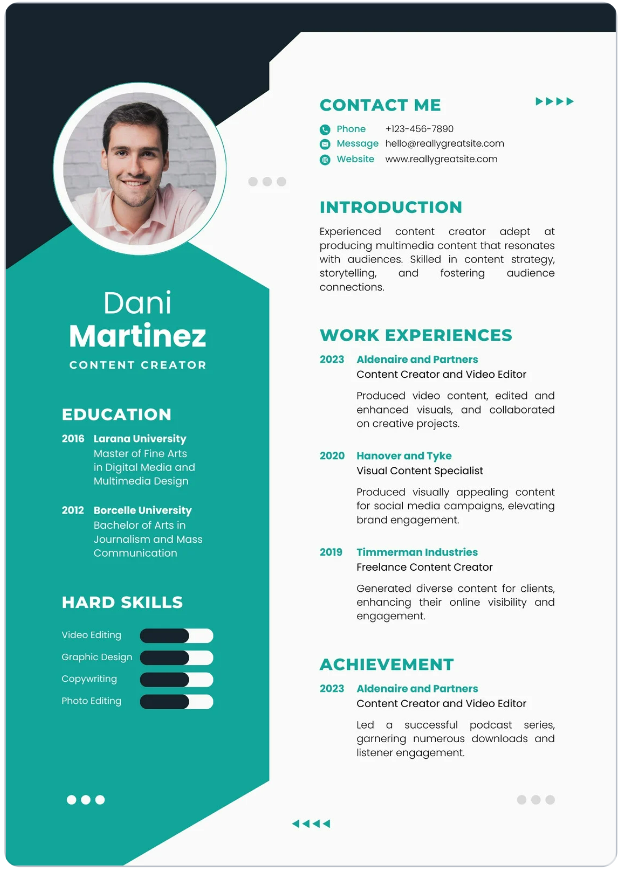 Dani
Martinez
CONTENT CREATOR
EDUCATION
2016 Larana University
Master of Fine Arts
in Digital Media and
Multimedia Design
2012 Borcelle University
Bachelor of Arts in
Journalism and Mass
Communication
HARD SKILLS
Video Editing
Graphic Design
Copywriting
Photo Editing
CONTACT ME
Phone +123-456-7890
Message hello@reallygreatsite.com
Website www.reallygreatsite.com
INTRODUCTION
Experienced content creator adept at
producing multimedia content that resonates
with audiences. Skilled in content strategy,
storytelling, and fostering audience
connections.
WORK EXPERIENCES
2023 Aldenaire and Partners
Content Creator and Video Editor
Produced video content, edited and
enhanced visuals, and collaborated
on creative projects.
2020 Hanover and Tyke
Visual Content Specialist
Produced visually appealing content
for social media campaigns, elevating
brand engagement.
2019 Timmerman Industries
Freelance Content Creator
Generated diverse content for clients,
enhancing their online visibility and
engagement.
ACHIEVEMENT
2023 Aldenaire and Partners
Content Creator and Video Editor
Led a successful podcast series,
garnering numerous downloads and
listener engagement.